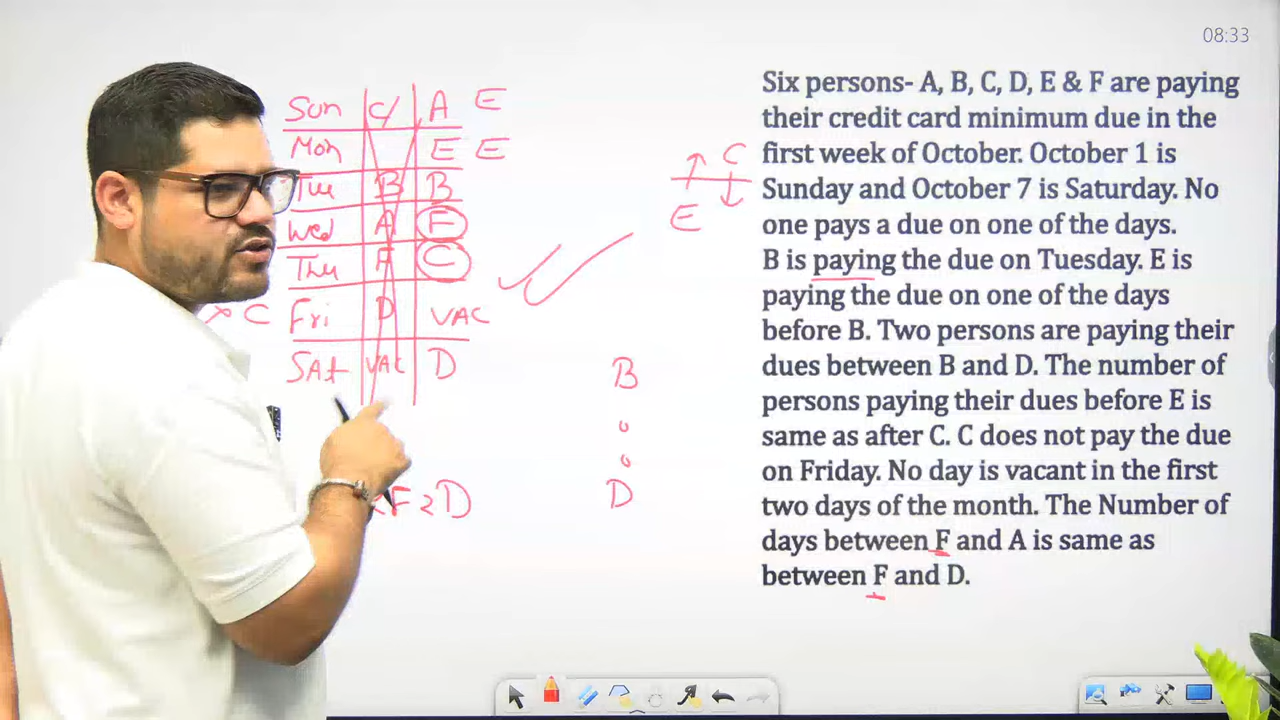 08:33
Sun C A E
Mon E E
Tue B B
Wed A F
Thu F C
C Fri D VAC
SAt VAC D
F 2 D
C
E
B
D
Six persons- A, B, C, D, E & F are paying
their credit card minimum due in the
first week of October. October 1 is
Sunday and October 7 is Saturday. No
one pays a due on one of the days.
B is paying the due on Tuesday. E is
paying the due on one of the days
before B. Two persons are paying their
dues between B and D. The number of
persons paying their dues before E is
same as after C. C does not pay the due
on Friday. No day is vacant in the first
two days of the month. The Number of
days between F and A is same as
between F and D.